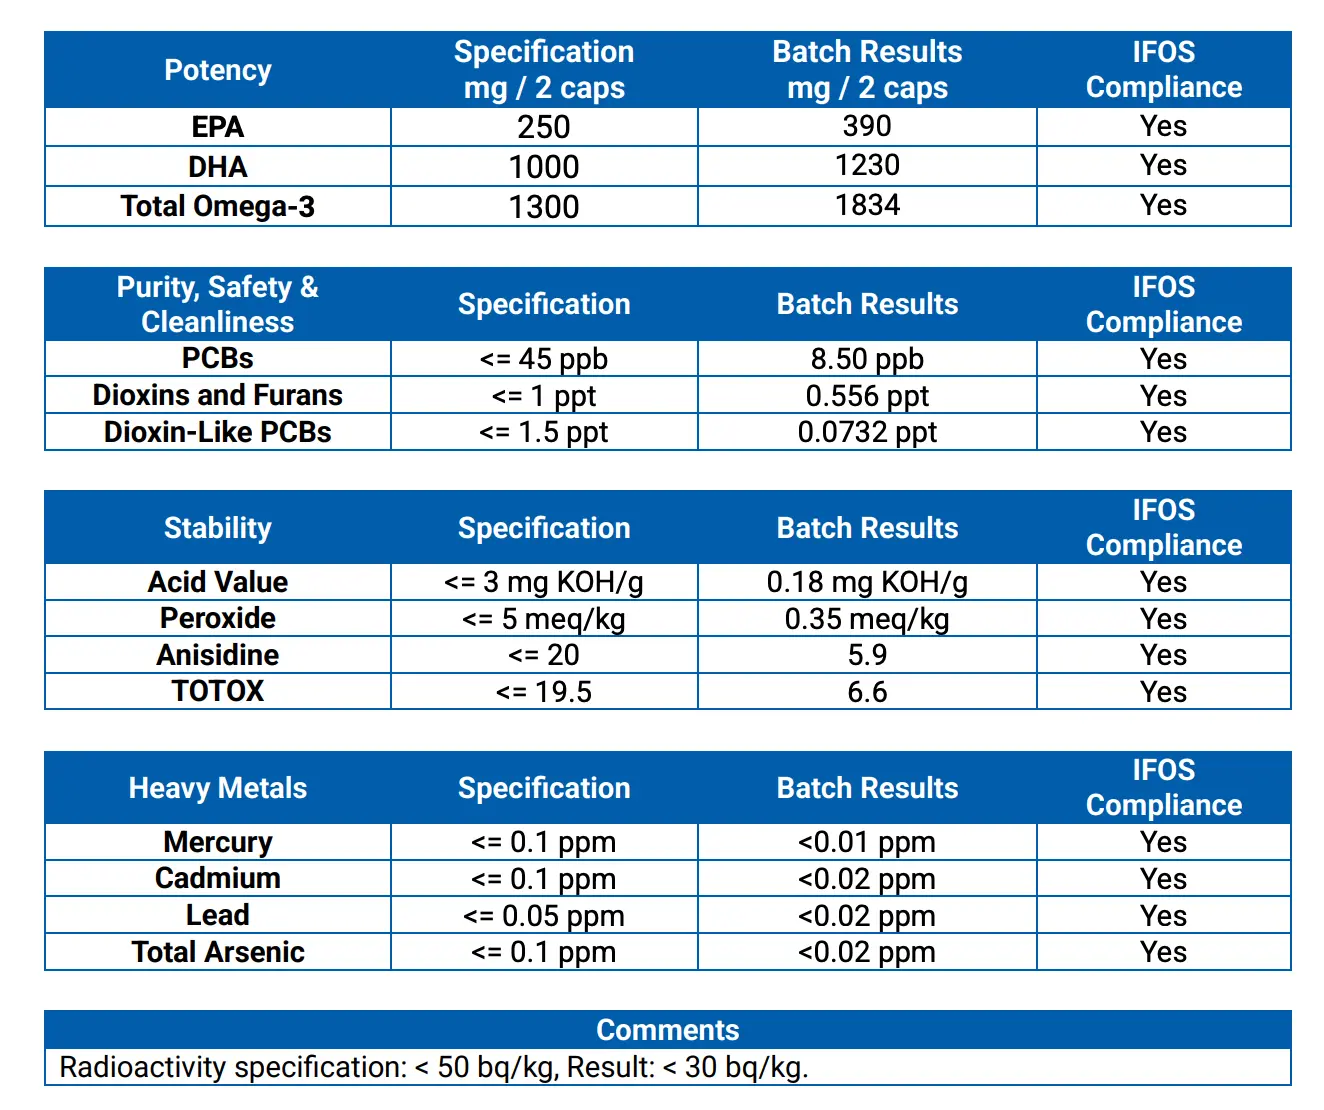 Potency Specification mg / 2 caps Batch Results mg / 2 caps IFOS Compliance
EPA 250 390 Yes
DHA 1000 1230 Yes
Total Omega-3 1300 1834 Yes
Purity, Safety & Cleanliness Specification Batch Results IFOS Compliance
PCBs <= 45 ppb 8.50 ppb Yes
Dioxins and Furans <= 1 ppt 0.556 ppt Yes
Dioxin-Like PCBs <= 1.5 ppt 0.0732 ppt Yes
Stability Specification Batch Results IFOS Compliance
Acid Value <= 3 mg KOH/g 0.18 mg KOH/g Yes
Peroxide <= 5 meq/kg 0.35 meq/kg Yes
Anisidine <= 20 5.9 Yes
TOTOX <= 19.5 6.6 Yes
Heavy Metals Specification Batch Results IFOS Compliance
Mercury <= 0.1 ppm <0.01 ppm Yes
Cadmium <= 0.1 ppm <0.02 ppm Yes
Lead <= 0.05 ppm <0.02 ppm Yes
Total Arsenic <= 0.1 ppm <0.02 ppm Yes
Comments
Radioactivity specification: < 50 bq/kg, Result: < 30 bq/kg.